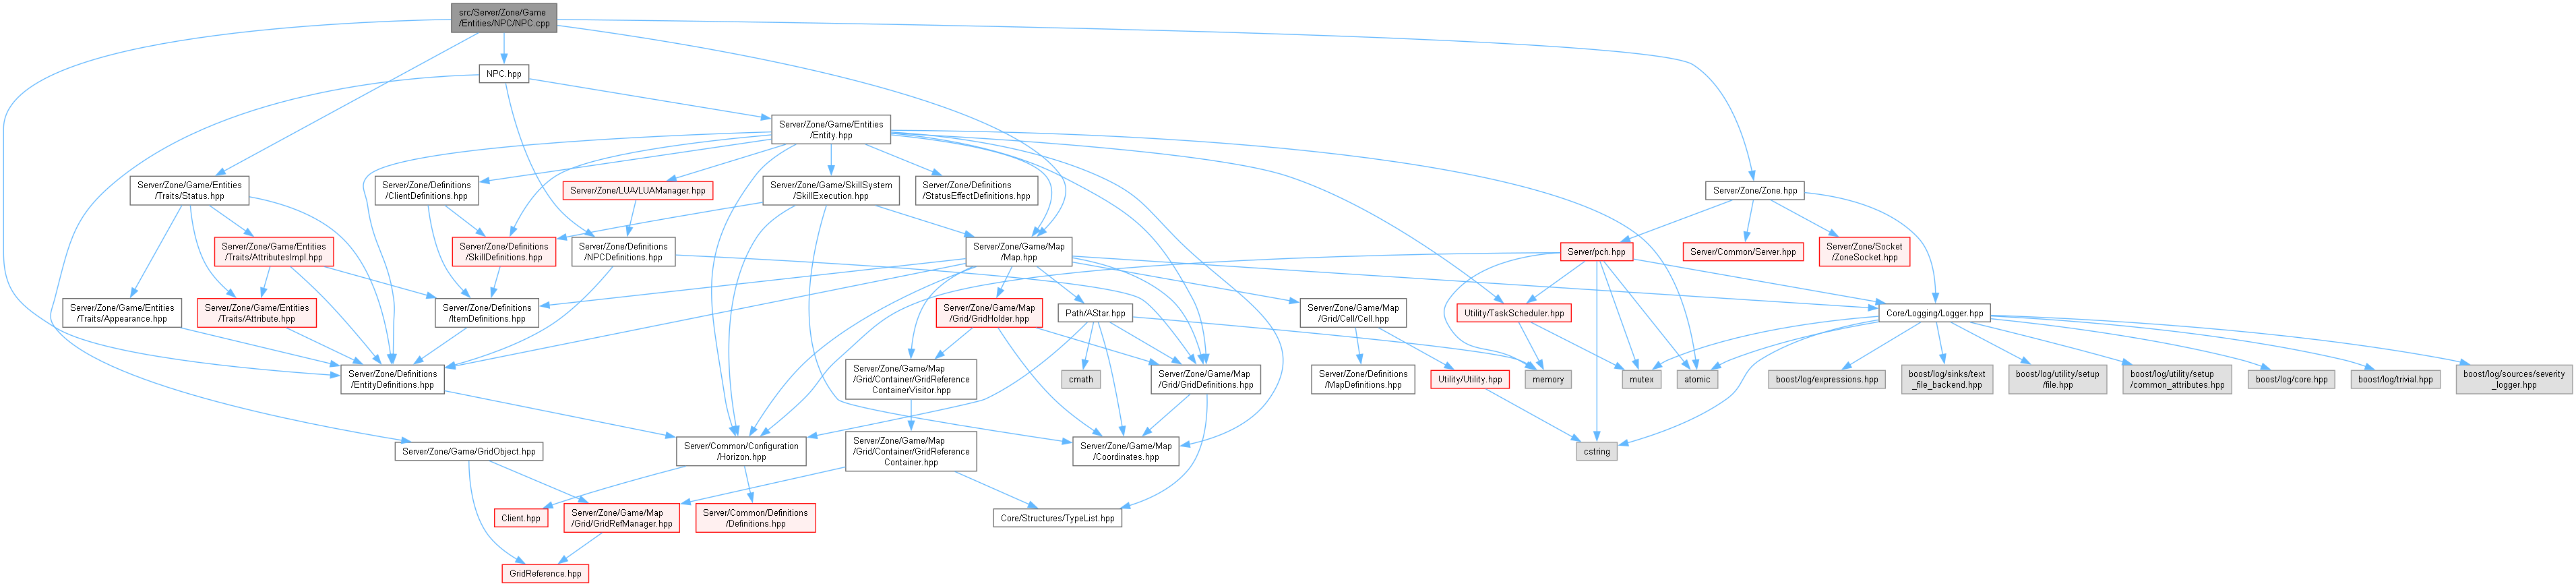 src/Server/Zone/Game
/Entities/NPC/NPC.cpp
NPC.hpp
Server/Zone/Game/Entities
/Entity.hpp
Server/Zone/Game/Entities
/Traits/Status.hpp
Server/Zone/Definitions
/ClientDefinitions.hpp
Server/Zone/LUA/LUAManager.hpp
Server/Zone/Game/SkillSystem
/SkillExecution.hpp
Server/Zone/Definitions
/StatusEffectDefinitions.hpp
Server/Zone/Zone.hpp
Server/Zone/Game/Entities
/Traits/AttributesImpl.hpp
Server/Zone/Definitions
/SkillDefinitions.hpp
Server/Zone/Definitions
/NPCDefinitions.hpp
Server/Zone/Game/Map
/Map.hpp
Server/pch.hpp
Server/Common/Server.hpp
Server/Zone/Socket
/ZoneSocket.hpp
Server/Zone/Game/Entities
/Traits/Appearance.hpp
Server/Zone/Game/Entities
/Traits/Attribute.hpp
Server/Zone/Definitions
/ItemDefinitions.hpp
Server/Zone/Game/Map
/Grid/GridHolder.hpp
Path/AStar.hpp
Server/Zone/Game/Map
/Grid/Cell/Cell.hpp
Utility/TaskScheduler.hpp
Core/Logging/Logger.hpp
Server/Zone/Definitions
/EntityDefinitions.hpp
Server/Zone/Game/Map
/Grid/Container/GridReference
ContainerVisitor.hpp
cmath
Server/Zone/Game/Map
/Grid/GridDefinitions.hpp
Server/Zone/Definitions
/MapDefinitions.hpp
Utility/Utility.hpp
memory
mutex
atomic
boost/log/expressions.hpp
boost/log/sinks/text
_file_backend.hpp
boost/log/utility/setup
/file.hpp
boost/log/utility/setup
/common_attributes.hpp
boost/log/core.hpp
boost/log/trivial.hpp
boost/log/sources/severity
_logger.hpp
Server/Zone/Game/GridObject.hpp
Server/Common/Configuration
/Horizon.hpp
Server/Zone/Game/Map
/Grid/Container/GridReference
Container.hpp
Server/Zone/Game/Map
/Coordinates.hpp
cstring
Client.hpp
Server/Zone/Game/Map
/Grid/GridRefManager.hpp
Server/Common/Definitions
/Definitions.hpp
Core/Structures/TypeList.hpp
GridReference.hpp